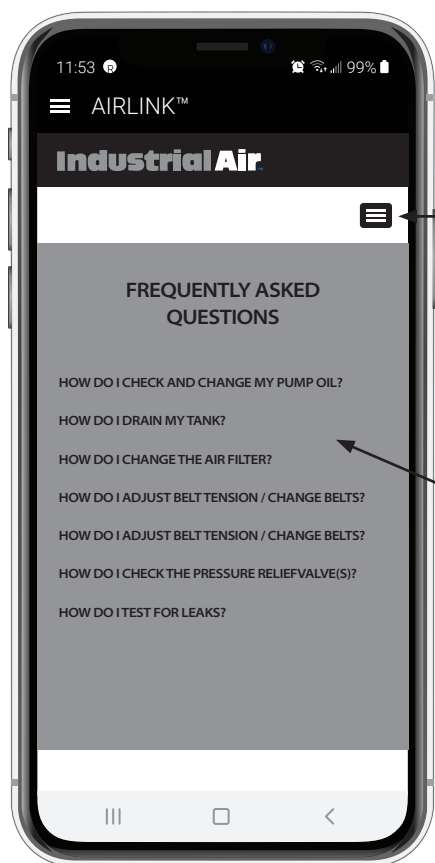 11:53 R 99%
AIRLINK™
Industrial Air
FREQUENTLY ASKED
QUESTIONS
HOW DO I CHECK AND CHANGE MY PUMP OIL?
HOW DO I DRAIN MY TANK?
HOW DO I CHANGE THE AIR FILTER?
HOW DO I ADJUST BELT TENSION / CHANGE BELTS?
HOW DO I ADJUST BELT TENSION / CHANGE BELTS?
HOW DO I CHECK THE PRESSURE RELIEFVALVE(S)?
HOW DO I TEST FOR LEAKS?